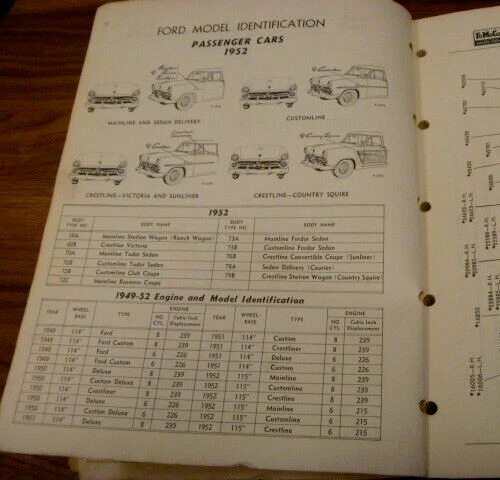 FORD MODEL IDENTIFICATION
PASSENGER CARS
1952
MAINLINE AND SEDAN DELIVERY
CUSTOMLINE
CRESTLINE—VICTORIA AND SUNLINER
CRESTLINE—COUNTRY SQUIRE
1952
BODY TYPE NO. BODY NAME BODY TYPE NO. BODY NAME
59A Mainline Station Wagon (Ranch Wagon) 73A Mainline Fordor Sedan
60B Crestline Victoria 73B Customline Fordor Sedan
70A Mainline Tudor Sedan 76B Crestline Convertible Coupe (Sunliner)
70B Customline Tudor Sedan 78A Sedan Delivery (Courier)
72B Customline Club Coupe 79B Crestline Station Wagon (Country Squire)
72C Mainline Business Coupe
1949-52 Engine and Model Identification
YEAR WHEEL BASE TYPE ENGINE YEAR WHEEL BASE TYPE ENGINE
NO. CYL. Cubic Inch Displacement NO. CYL. Cubic Inch Displacement
1949 114" Ford 8 239 1951 114" Custom 8 239
1949 114" Ford Custom 8 239 1951 114" Crestliner 8 239
1949 114" Ford 6 226 1951 114" Deluxe 6 226
1949 114" Ford Custom 6 226 1951 114" Custom 6 226
1950 114" Deluxe 8 239 1952 115" Mainline 8 239
1950 114" Custom Deluxe 8 239 1952 115" Customline 8 239
1950 114" Crestliner 8 239 1952 115" Crestline 8 239
1950 114" Deluxe 6 226 1952 115" Mainline 6 215
1950 114" Custom Deluxe 6 226 1952 115" Customline 6 215
1951 114" Deluxe 8 239 1952 115" Crestline 6 215